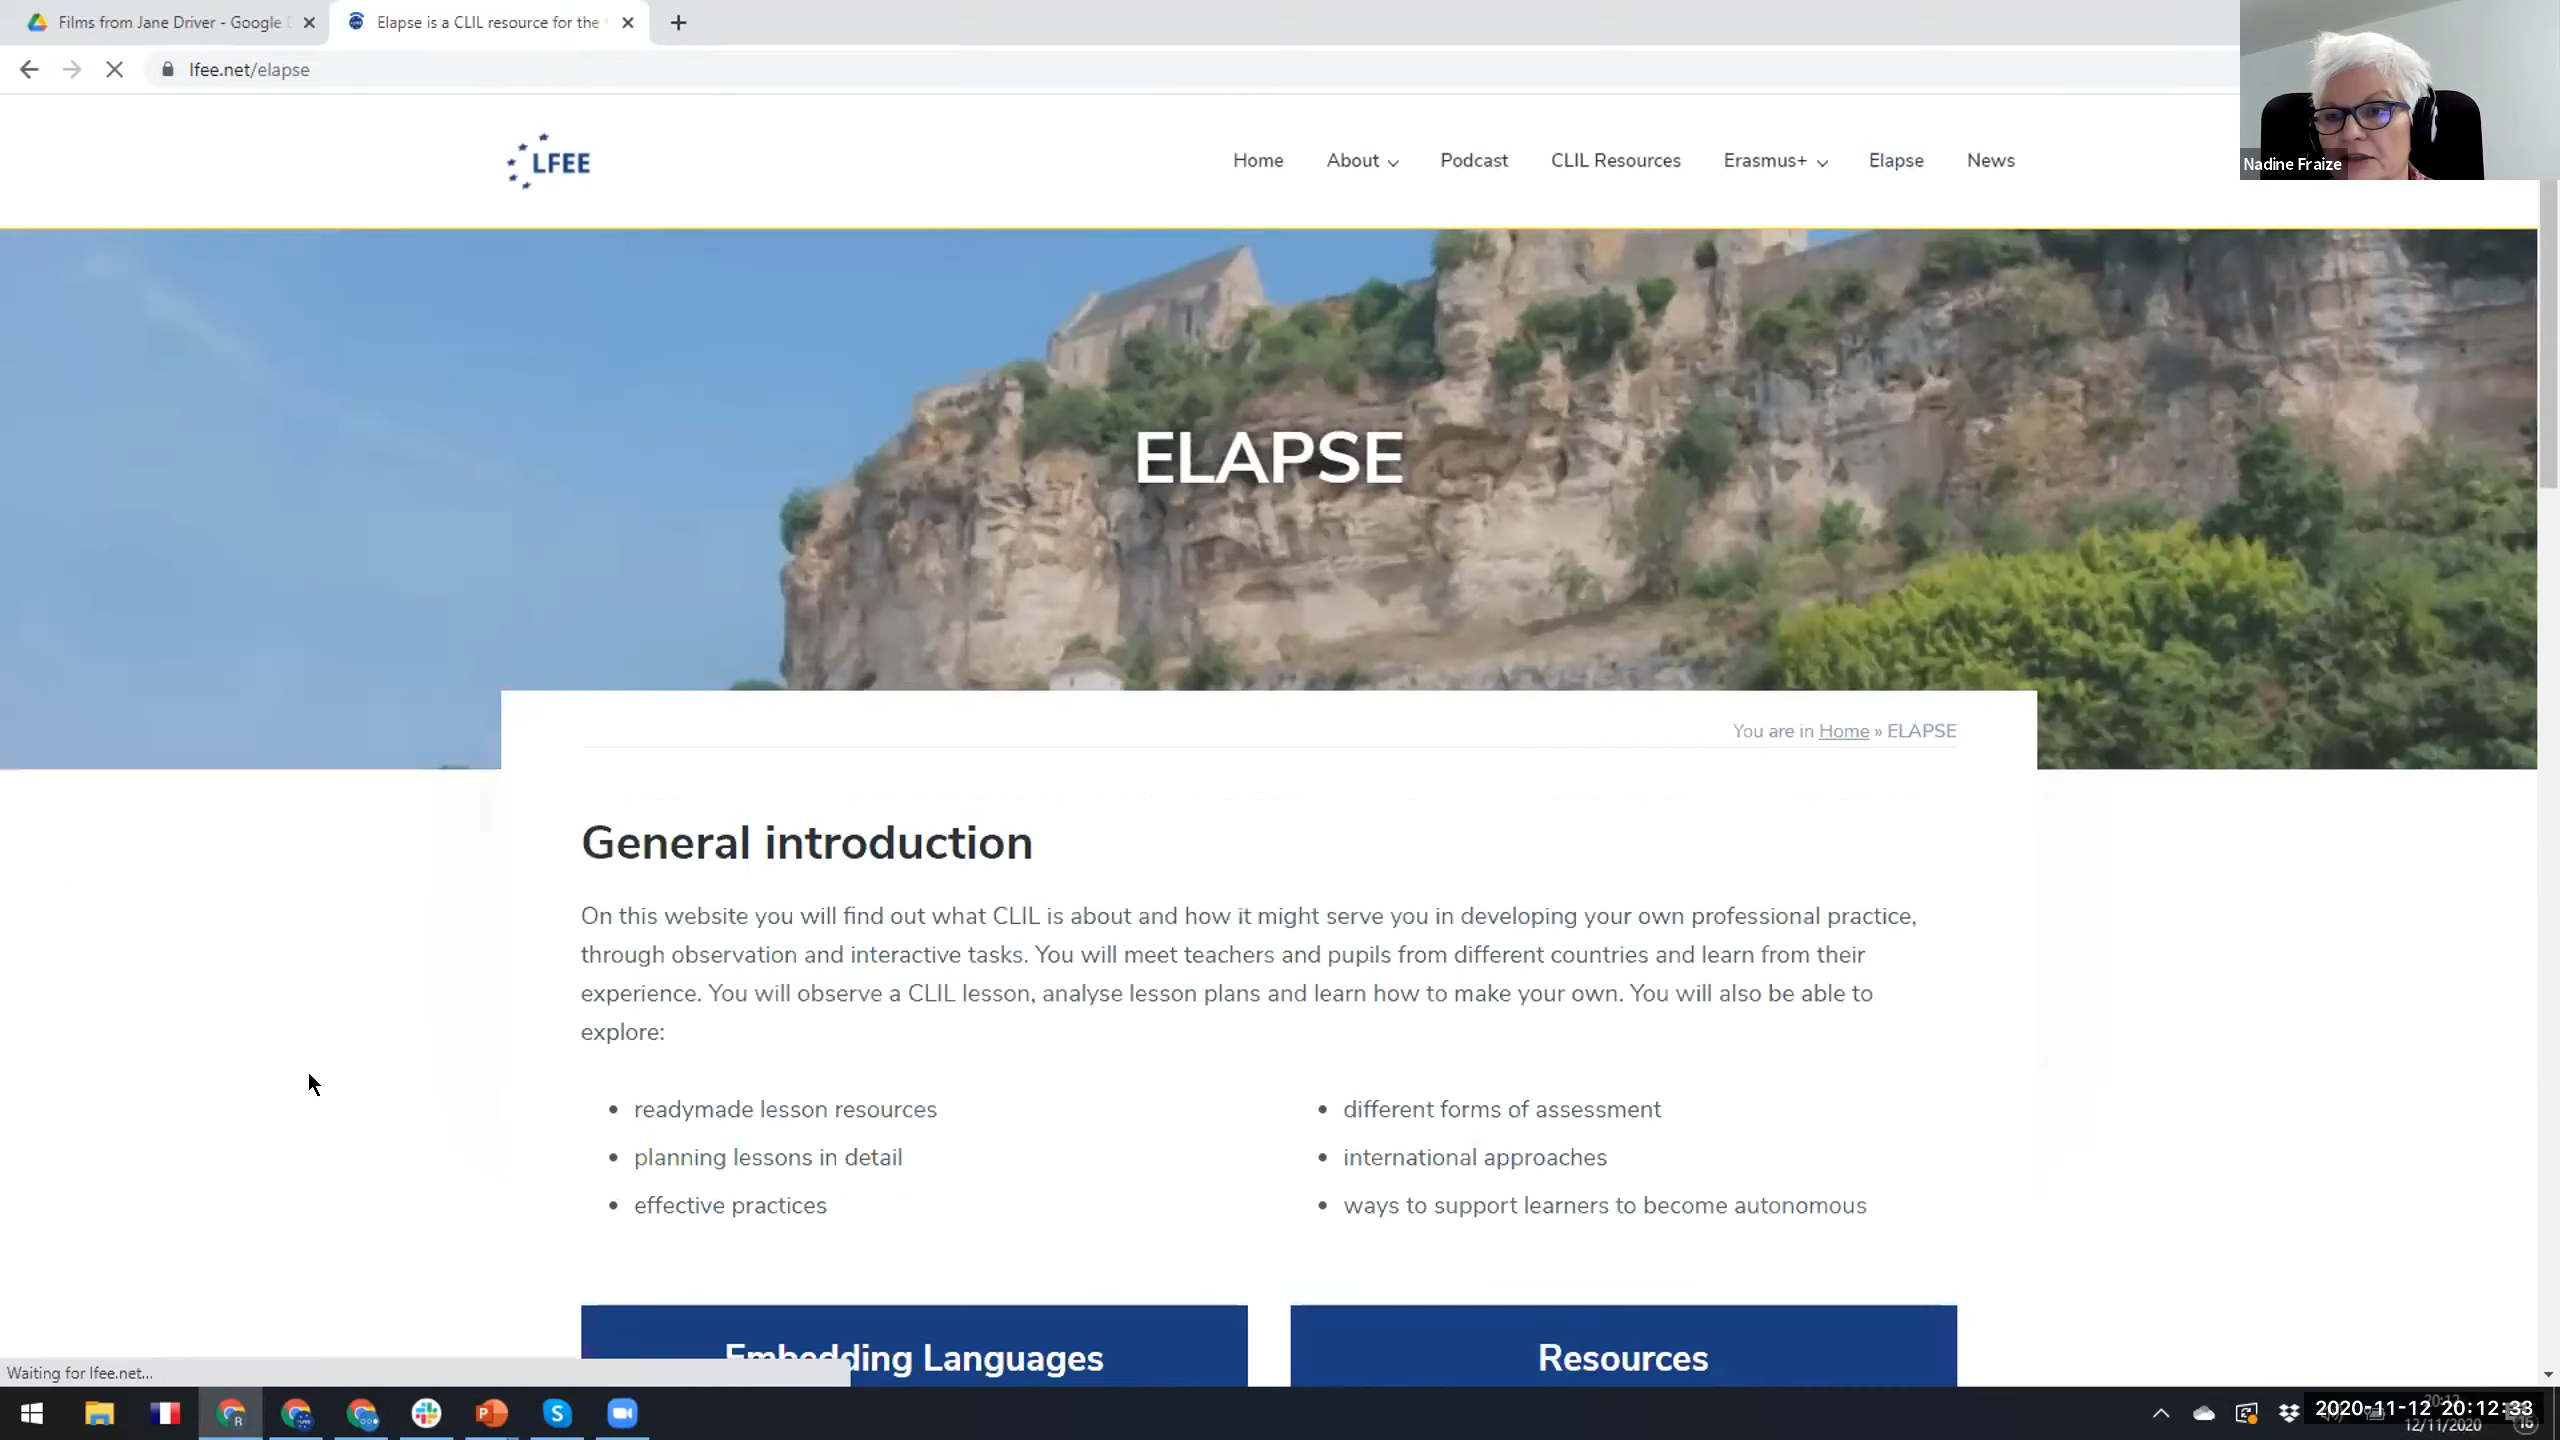 Films from Jane Driver - Google
Elapse is a CLIL resource for the
lfee.net/elapse
Nadine Fraize
LFEE
Home About Podcast CLIL Resources Erasmus+ Elapse News
ELAPSE
You are in Home » ELAPSE
General introduction
On this website you will find out what CLIL is about and how it might serve you in developing your own professional practice,
through observation and interactive tasks. You will meet teachers and pupils from different countries and learn from their
experience. You will observe a CLIL lesson, analyse lesson plans and learn how to make your own. You will also be able to
explore:
• readymade lesson resources
• planning lessons in detail
• effective practices
• different forms of assessment
• international approaches
• ways to support learners to become autonomous
Embedding Languages
Resources
Waiting for lfee.net...
2020-11-12 20:12:33
12/11/2020